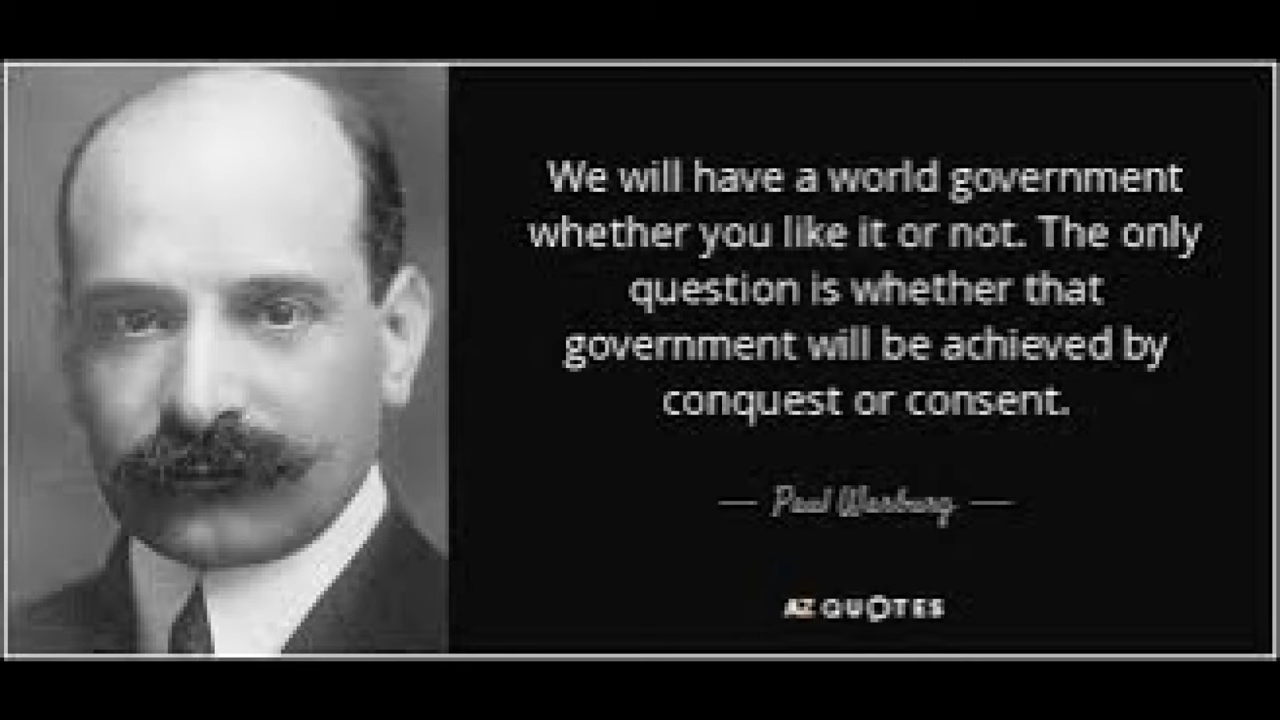 We will have a world government
whether you like it or not. The only
question is whether that
government will be achieved by
conquest or consent.
— Paul Warburg —
AZ QUOTES